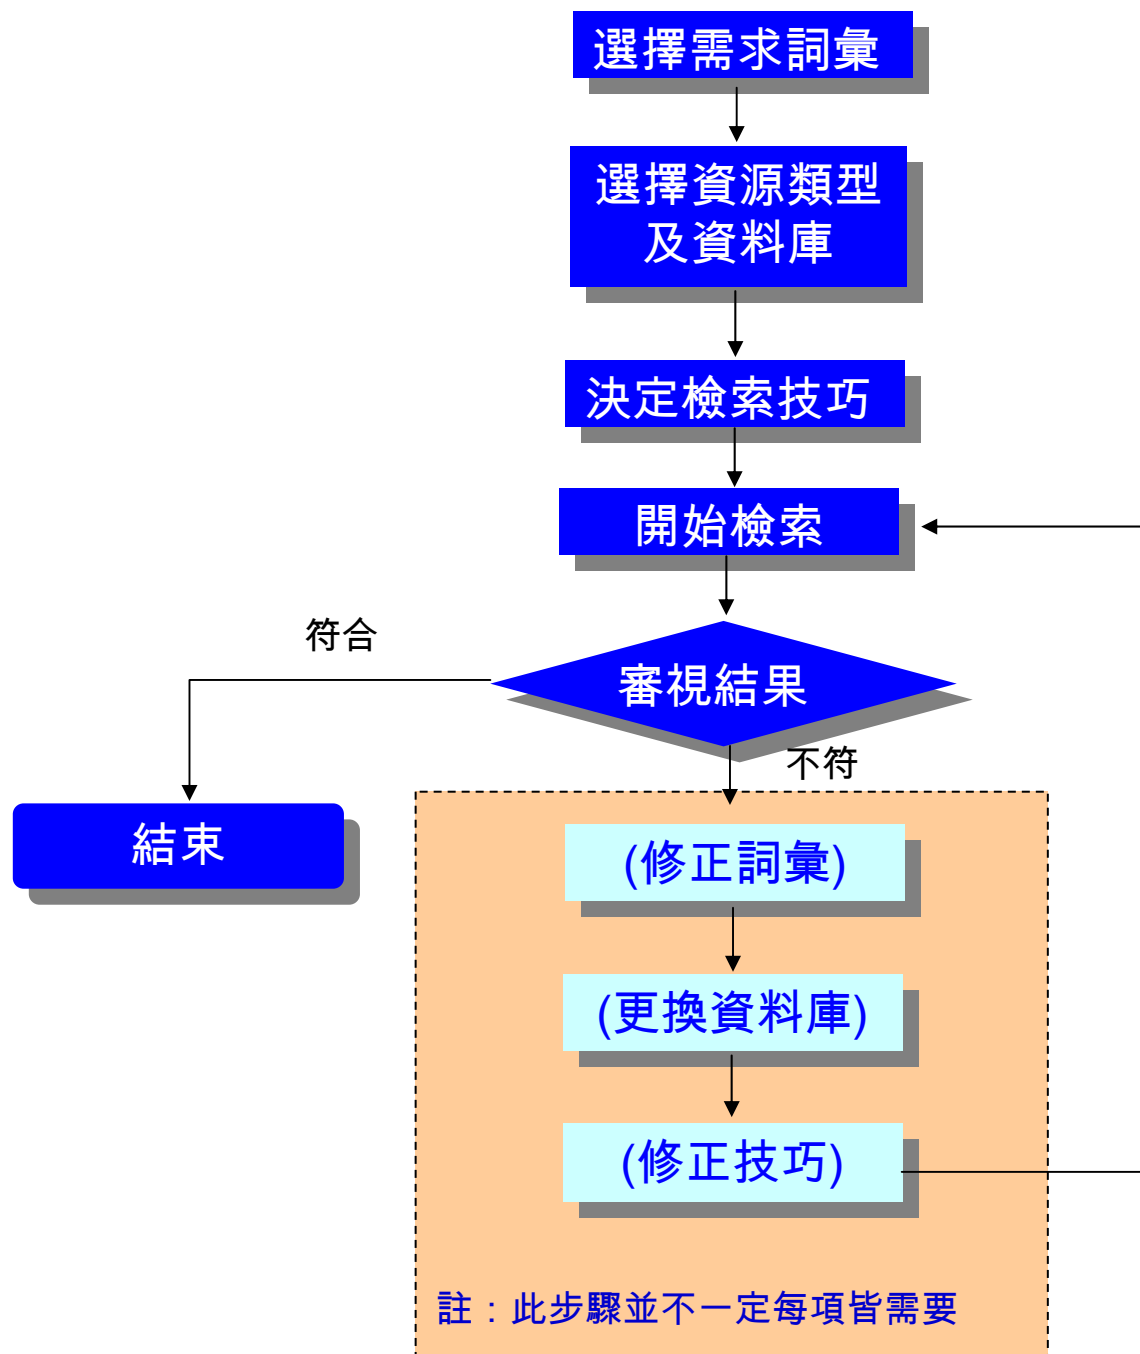 選擇需求詞彙
選擇資源類型
及資料庫
決定檢索技巧
開始檢索
符合
審視結果
不符
結束
(修正詞彙)
(更換資料庫)
(修正技巧)
註：此步驟並不一定每項皆需要